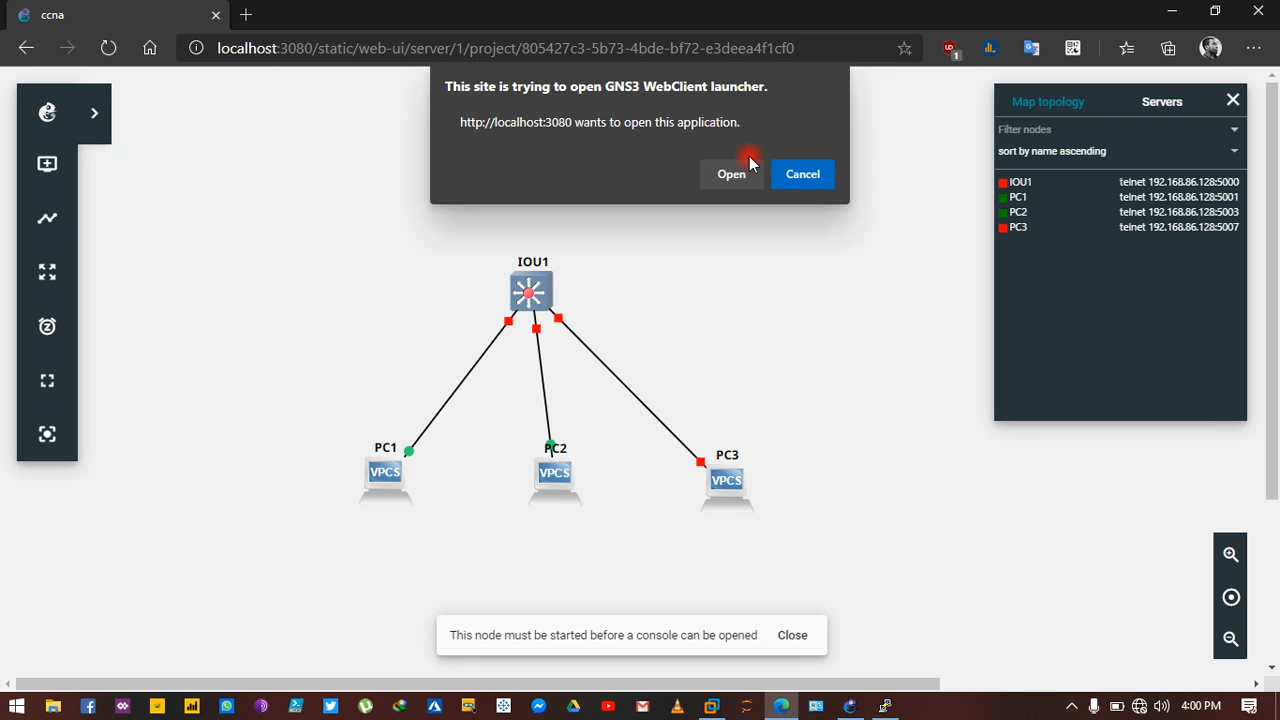 ccna
localhost:3080/static/web-ui/server/1/project/805427c3-5b73-4bde-bf72-e3deea4f1cf0
1
This site is trying to open GNS3 WebClient launcher.
http://localhost:3080 wants to open this application.
Open
Cancel
Map topology
Servers
Filter nodes
sort by name ascending
IOU1 telnet 192.168.86.128:5000
PC1 telnet 192.168.86.128:5001
PC2 telnet 192.168.86.128:5003
PC3 telnet 192.168.86.128:5007
IOU1
PC1
VPCS
PC2
VPCS
PC3
VPCS
This node must be started before a console can be opened
Close
4:00 PM